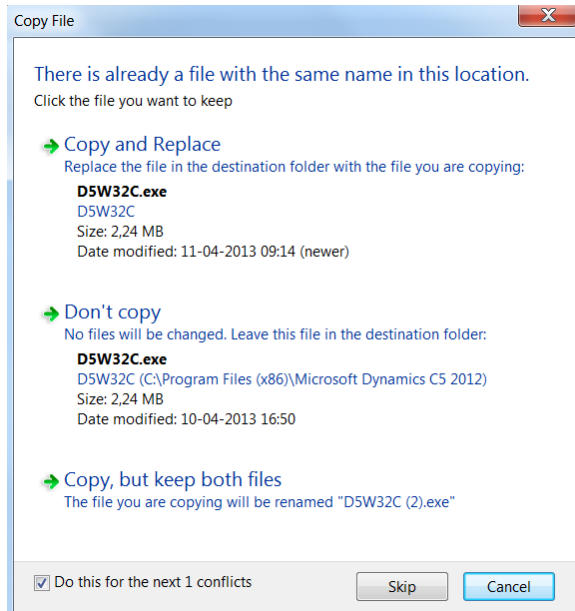 Copy File
There is already a file with the same name in this location.
Click the file you want to keep
Copy and Replace
Replace the file in the destination folder with the file you are copying:
D5W32C.exe
D5W32C
Size: 2,24 MB
Date modified: 11-04-2013 09:14 (newer)
Don't copy
No files will be changed. Leave this file in the destination folder:
D5W32C.exe
D5W32C (C:\Program Files (x86)\Microsoft Dynamics C5 2012)
Size: 2,24 MB
Date modified: 10-04-2013 16:50
Copy, but keep both files
The file you are copying will be renamed "D5W32C (2).exe"
Do this for the next 1 conflicts
Skip
Cancel